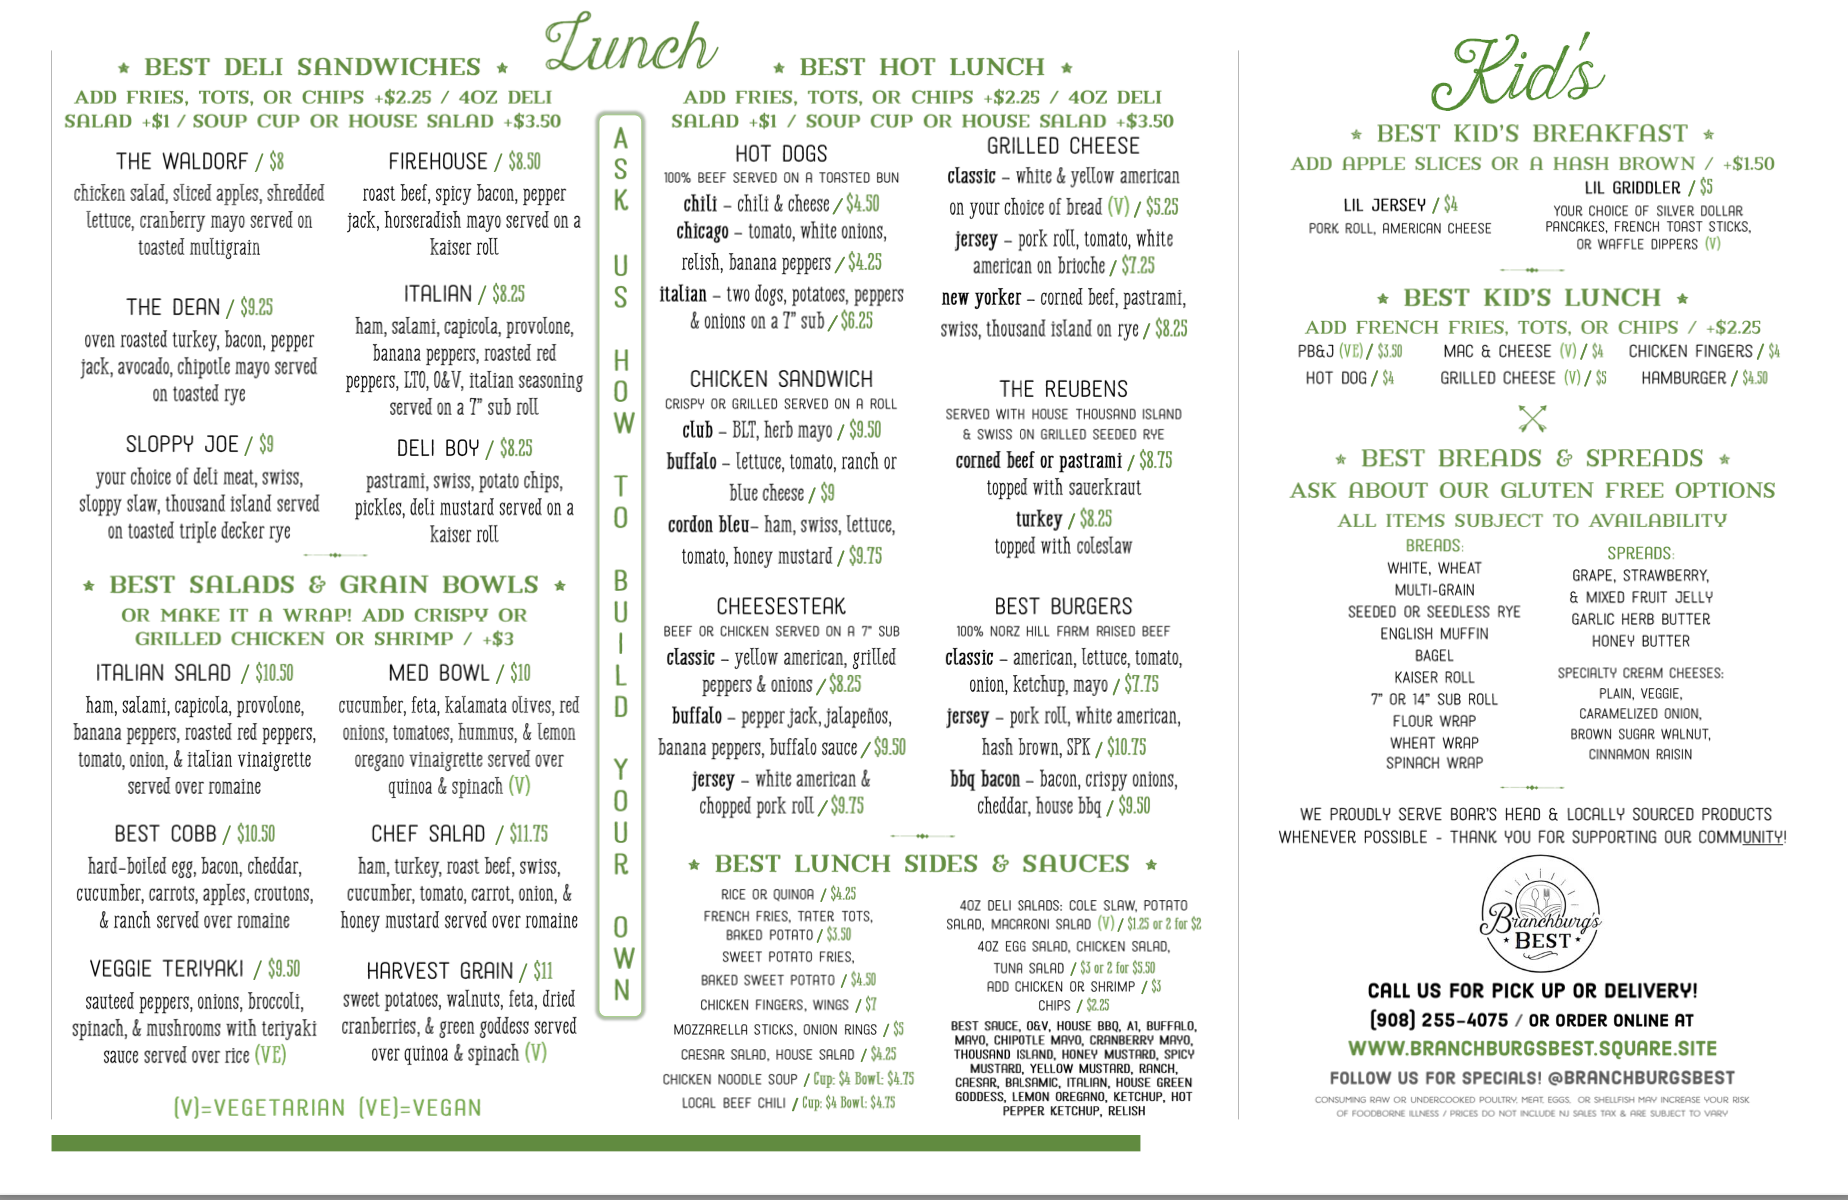 Lunch
★ BEST DELI SANDWICHES ★
ADD FRIES, TOTS, OR CHIPS +$2.25 / 4OZ DELI
SALAD +$1 / SOUP CUP OR HOUSE SALAD +$3.50
THE WALDORF / $8
chicken salad, sliced apples, shredded
lettuce, cranberry mayo served on
toasted multigrain
THE DEAN / $9.25
oven roasted turkey, bacon, pepper
jack, avocado, chipotle mayo served
on toasted rye
SLOPPY JOE / $9
your choice of deli meat, swiss,
sloppy slaw, thousand island served
on toasted triple decker rye
FIREHOUSE / $8.50
roast beef, spicy bacon, pepper
jack, horseradish mayo served on a
kaiser roll
ITALIAN / $8.25
ham, salami, capicola, provolone,
banana peppers, roasted red
peppers, LTO, O&V, italian seasoning
served on a 7" sub roll
DELI BOY / $8.25
pastrami, swiss, potato chips,
pickles, deli mustard served on a
kaiser roll
★ BEST SALADS & GRAIN BOWLS ★
OR MAKE IT A WRAP! ADD CRISPY OR
GRILLED CHICKEN OR SHRIMP / +$3
ITALIAN SALAD / $10.50
ham, salami, capicola, provolone,
banana peppers, roasted red peppers,
tomato, onion, & italian vinaigrette
served over romaine
BEST COBB / $10.50
hard-boiled egg, bacon, cheddar,
cucumber, carrots, apples, croutons,
& ranch served over romaine
VEGGIE TERIYAKI / $9.50
sauteed peppers, onions, broccoli,
spinach, & mushrooms with teriyaki
sauce served over rice (VE)
MED BOWL / $10
cucumber, feta, kalamata olives, red
onions, tomatoes, hummus, & lemon
oregano vinaigrette served over
quinoa & spinach (V)
CHEF SALAD / $11.75
ham, turkey, roast beef, swiss,
cucumber, tomato, carrot, onion, &
honey mustard served over romaine
HARVEST GRAIN / $11
sweet potatoes, walnuts, feta, dried
cranberries, & green goddess served
over quinoa & spinach (V)
(V)=VEGETARIAN (VE)=VEGAN
ASK US HOW TO BUILD YOUR OWN
★ BEST HOT LUNCH ★
ADD FRIES, TOTS, OR CHIPS +$2.25 / 4OZ DELI
SALAD +$1 / SOUP CUP OR HOUSE SALAD +$3.50
HOT DOGS
100% BEEF SERVED ON A TOASTED BUN
chili – chili & cheese / $4.50
chicago – tomato, white onions,
relish, banana peppers / $4.25
italian – two dogs, potatoes, peppers
& onions on a 7" sub / $6.25
CHICKEN SANDWICH
CRISPY OR GRILLED SERVED ON A ROLL
club – BLT, herb mayo / $9.50
buffalo – lettuce, tomato, ranch or
blue cheese / $9
cordon bleu– ham, swiss, lettuce,
tomato, honey mustard / $9.75
CHEESESTEAK
BEEF OR CHICKEN SERVED ON A 7" SUB
classic – yellow american, grilled
peppers & onions / $8.25
buffalo – pepper jack, jalapeños,
banana peppers, buffalo sauce / $9.50
jersey – white american &
chopped pork roll / $9.75
GRILLED CHEESE
classic – white & yellow american
on your choice of bread (V) / $5.25
jersey – pork roll, tomato, white
american on brioche / $7.25
new yorker – corned beef, pastrami,
swiss, thousand island on rye / $8.25
THE REUBENS
SERVED WITH HOUSE THOUSAND ISLAND
& SWISS ON GRILLED SEEDED RYE
corned beef or pastrami / $8.75
topped with sauerkraut
turkey / $8.25
topped with coleslaw
BEST BURGERS
100% NORZ HILL FARM RAISED BEEF
classic – american, lettuce, tomato,
onion, ketchup, mayo / $7.75
jersey – pork roll, white american,
hash brown, SPK / $10.75
bbq bacon – bacon, crispy onions,
cheddar, house bbq / $9.50
★ BEST LUNCH SIDES & SAUCES ★
RICE OR QUINOA / $4.25
FRENCH FRIES, TATER TOTS,
BAKED POTATO / $3.50
SWEET POTATO FRIES,
BAKED SWEET POTATO / $4.50
CHICKEN FINGERS, WINGS / $7
MOZZARELLA STICKS, ONION RINGS / $5
CAESAR SALAD, HOUSE SALAD / $4.25
CHICKEN NOODLE SOUP / Cup: $4 Bowl: $4.75
LOCAL BEEF CHILI / Cup: $4 Bowl: $4.75
4OZ DELI SALADS: COLE SLAW, POTATO
SALAD, MACARONI SALAD (V) / $1.25 or 2 for $2
4OZ EGG SALAD, CHICKEN SALAD,
TUNA SALAD / $3 or 2 for $5.50
ADD CHICKEN OR SHRIMP / $3
CHIPS / $2.25
BEST SAUCE, O&V, HOUSE BBQ, A1, BUFFALO,
MAYO, CHIPOTLE MAYO, CRANBERRY MAYO,
THOUSAND ISLAND, HONEY MUSTARD, SPICY
MUSTARD, YELLOW MUSTARD, RANCH,
CAESAR, BALSAMIC, ITALIAN, HOUSE GREEN
GODDESS, LEMON OREGANO, KETCHUP, HOT
PEPPER KETCHUP, RELISH
Kid's
★ BEST KID'S BREAKFAST ★
ADD APPLE SLICES OR A HASH BROWN / +$1.50
LIL JERSEY / $4
PORK ROLL, AMERICAN CHEESE
LIL GRIDDLER / $5
YOUR CHOICE OF SILVER DOLLAR
PANCAKES, FRENCH TOAST STICKS,
OR WAFFLE DIPPERS (V)
★ BEST KID'S LUNCH ★
ADD FRENCH FRIES, TOTS, OR CHIPS / +$2.25
PB&J (VE) / $3.50 MAC & CHEESE (V) / $4 CHICKEN FINGERS / $4
HOT DOG / $4 GRILLED CHEESE (V) / $5 HAMBURGER / $4.50
★ BEST BREADS & SPREADS ★
ASK ABOUT OUR GLUTEN FREE OPTIONS
ALL ITEMS SUBJECT TO AVAILABILITY
BREADS:
WHITE, WHEAT
MULTI-GRAIN
SEEDED OR SEEDLESS RYE
ENGLISH MUFFIN
BAGEL
KAISER ROLL
7" OR 14" SUB ROLL
FLOUR WRAP
WHEAT WRAP
SPINACH WRAP
SPREADS:
GRAPE, STRAWBERRY,
& MIXED FRUIT JELLY
GARLIC HERB BUTTER
HONEY BUTTER
SPECIALTY CREAM CHEESES:
PLAIN, VEGGIE,
CARAMELIZED ONION,
BROWN SUGAR WALNUT,
CINNAMON RAISIN
WE PROUDLY SERVE BOAR'S HEAD & LOCALLY SOURCED PRODUCTS
WHENEVER POSSIBLE - THANK YOU FOR SUPPORTING OUR COMMUNITY!
Branchburg's
BEST
CALL US FOR PICK UP OR DELIVERY!
(908) 255-4075 / OR ORDER ONLINE AT
WWW.BRANCHBURGSBEST.SQUARE.SITE
FOLLOW US FOR SPECIALS! @BRANCHBURGSBEST
CONSUMING RAW OR UNDERCOOKED POULTRY, MEAT, EGGS, OR SHELLFISH MAY INCREASE YOUR RISK
OF FOODBORNE ILLNESS / PRICES DO NOT INCLUDE NJ SALES TAX & ARE SUBJECT TO VARY